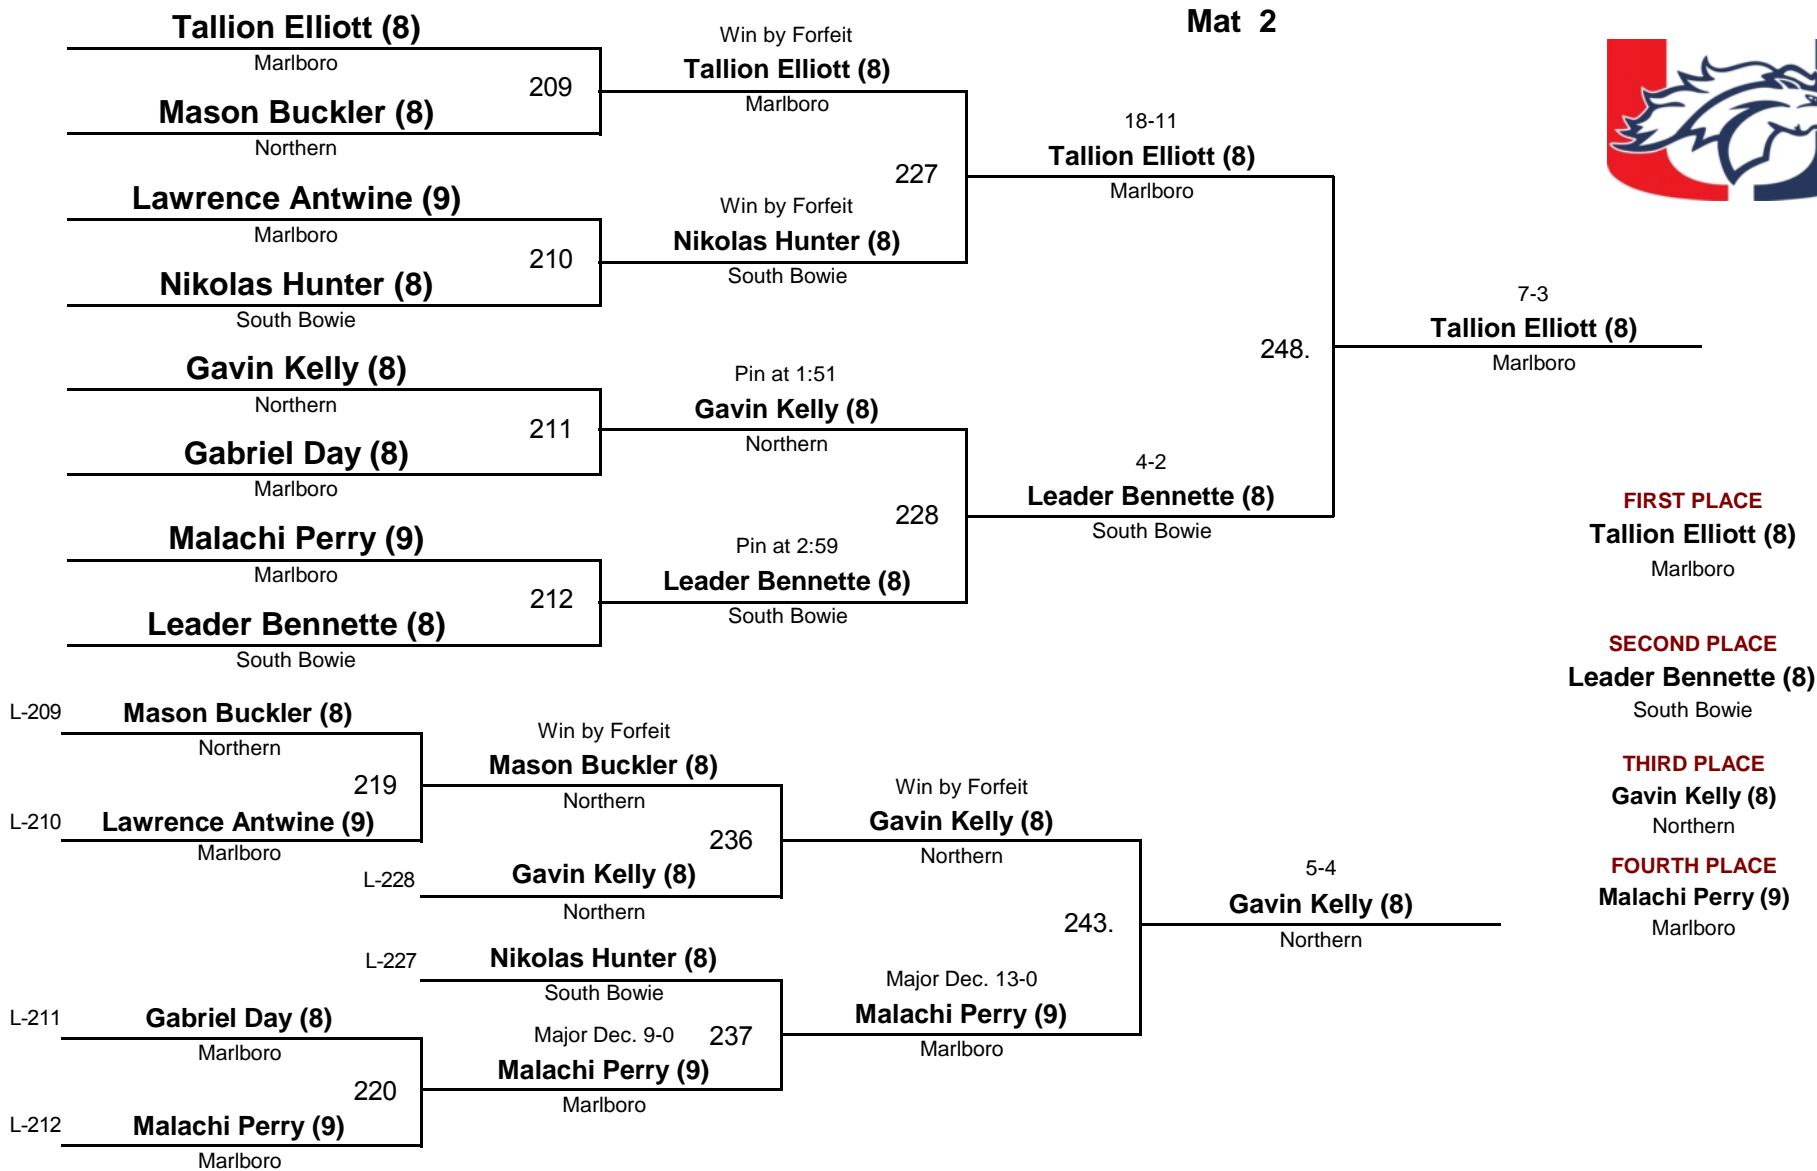 Mat 2
Tallion Elliott (8)
Marlboro
209
Mason Buckler (8)
Northern
Lawrence Antwine (9)
Marlboro
210
Nikolas Hunter (8)
South Bowie
Gavin Kelly (8)
Northern
211
Gabriel Day (8)
Marlboro
Malachi Perry (9)
Marlboro
212
Leader Bennette (8)
South Bowie
Win by Forfeit
Tallion Elliott (8)
Marlboro
227
Win by Forfeit
Nikolas Hunter (8)
South Bowie
Pin at 1:51
Gavin Kelly (8)
Northern
228
Pin at 2:59
Leader Bennette (8)
South Bowie
18-11
Tallion Elliott (8)
Marlboro
248.
4-2
Leader Bennette (8)
South Bowie
7-3
Tallion Elliott (8)
Marlboro
FIRST PLACE
Tallion Elliott (8)
Marlboro
SECOND PLACE
Leader Bennette (8)
South Bowie
THIRD PLACE
Gavin Kelly (8)
Northern
FOURTH PLACE
Malachi Perry (9)
Marlboro
L-209 Mason Buckler (8)
Northern
219
L-210 Lawrence Antwine (9)
Marlboro
L-211 Gabriel Day (8)
Marlboro
220
L-212 Malachi Perry (9)
Marlboro
Win by Forfeit
Mason Buckler (8)
Northern
236
L-228 Gavin Kelly (8)
Northern
L-227 Nikolas Hunter (8)
South Bowie
Major Dec. 9-0 237
Malachi Perry (9)
Marlboro
Win by Forfeit
Gavin Kelly (8)
Northern
243.
Major Dec. 13-0
Malachi Perry (9)
Marlboro
5-4
Gavin Kelly (8)
Northern